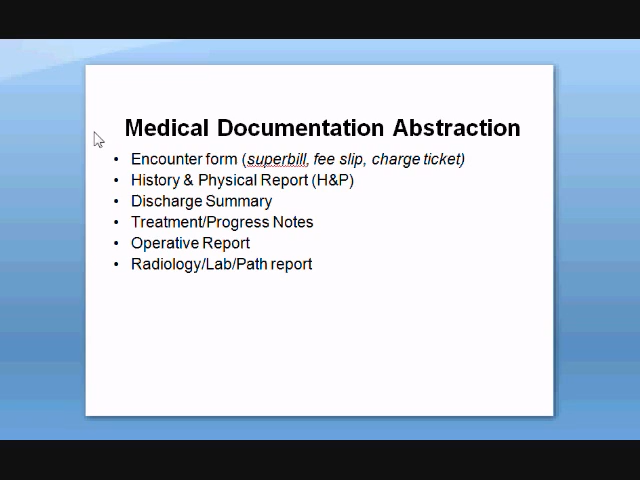 Medical Documentation Abstraction
• Encounter form (superbill, fee slip, charge ticket)
• History & Physical Report (H&P)
• Discharge Summary
• Treatment/Progress Notes
• Operative Report
• Radiology/Lab/Path report